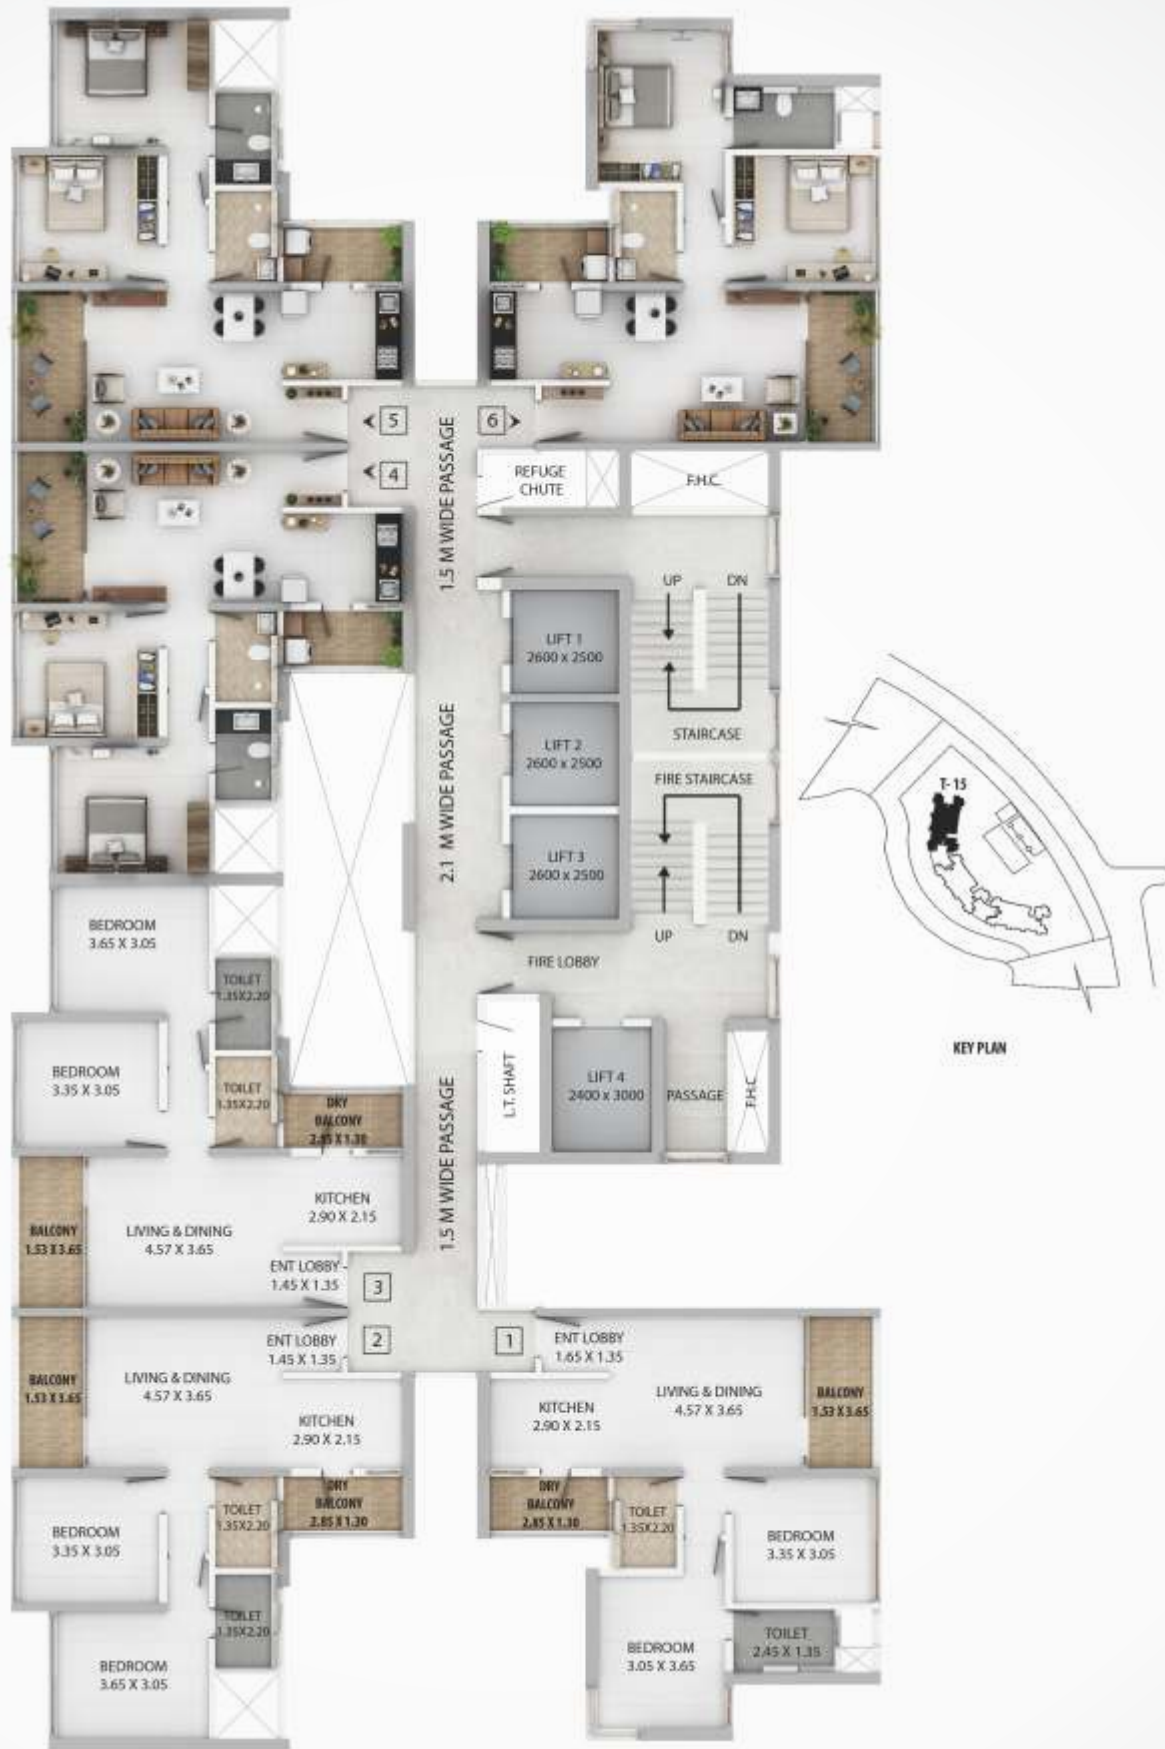 5
6
4
1.5 M WIDE PASSAGE
REFUGE
CHUTE
F.H.C.
UP
DN
LIFT 1
2600 x 2500
STAIRCASE
2.1 M WIDE PASSAGE
LIFT 2
2600 x 2500
FIRE STAIRCASE
LIFT 3
2600 x 2500
UP
DN
FIRE LOBBY
T-15
KEY PLAN
BEDROOM
3.65 X 3.05
TOILET
1.35X2.20
BEDROOM
3.35 X 3.05
TOILET
1.35X2.20
DRY
BALCONY
1.5 M WIDE PASSAGE
L.T. SHAFT
LIFT 4
2400 x 3000
PASSAGE
F.H.C
KITCHEN
2.90 X 2.15
BALCONY
1.53 X 3.65
LIVING & DINING
4.57 X 3.65
ENT LOBBY
1.45 X 1.35
3
ENT LOBBY
1.45 X 1.35
2
BALCONY
1.53 X 3.65
LIVING & DINING
4.57 X 3.65
KITCHEN
2.90 X 2.15
DRY
BALCONY
2.85 X 1.30
TOILET
1.35X2.20
BEDROOM
3.35 X 3.05
TOILET
1.35X2.20
BEDROOM
3.65 X 3.05
1
ENT LOBBY
1.65 X 1.35
KITCHEN
2.90 X 2.15
LIVING & DINING
4.57 X 3.65
BALCONY
1.53 X 3.65
DRY
BALCONY
2.85 X 1.30
TOILET
1.35X2.20
BEDROOM
3.35 X 3.05
BEDROOM
3.05 X 3.65
TOILET
2.45 X 1.35